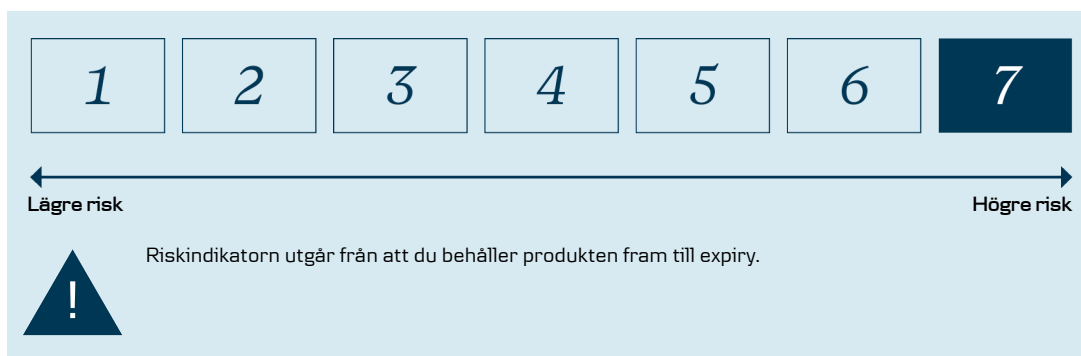 1 2 3 4 5 6 7
Lägre risk Högre risk
Riskindikatorn utgår från att du behåller produkten fram till expiry.
!